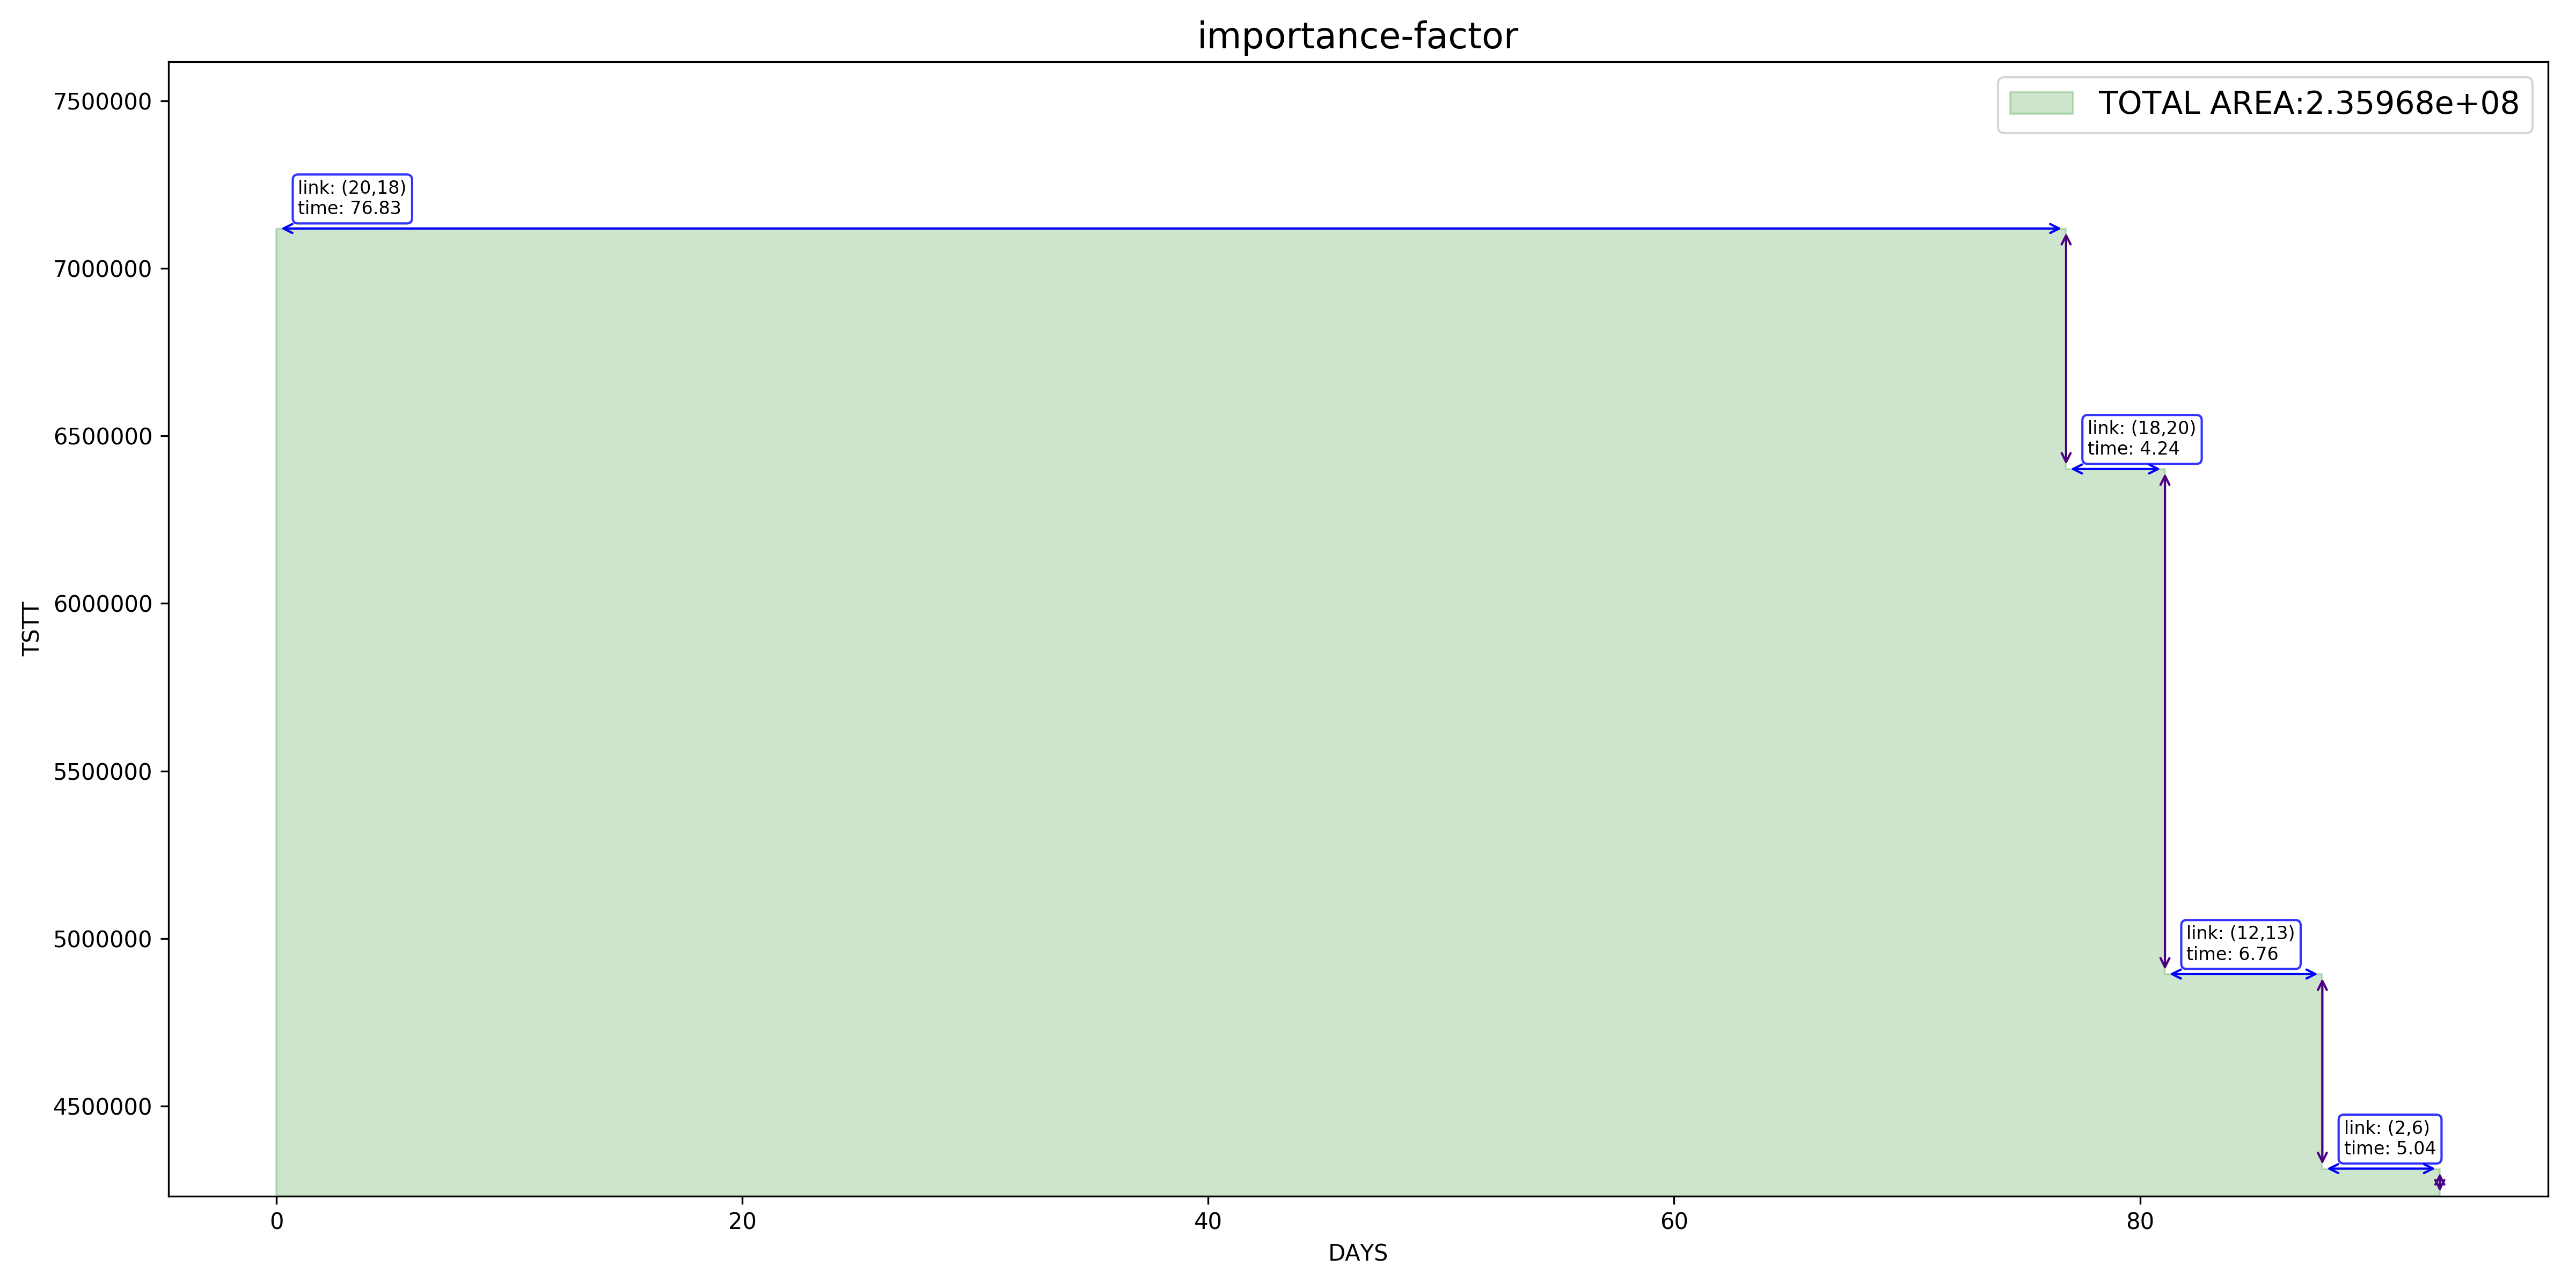 importance-factor
TOTAL AREA:2.35968e+08
7500000
7000000
6500000
6000000
5500000
5000000
4500000
TSTT
link: (20,18)
time: 76.83
link: (18,20)
time: 4.24
link: (12,13)
time: 6.76
link: (2,6)
time: 5.04
0
20
40
60
80
DAYS